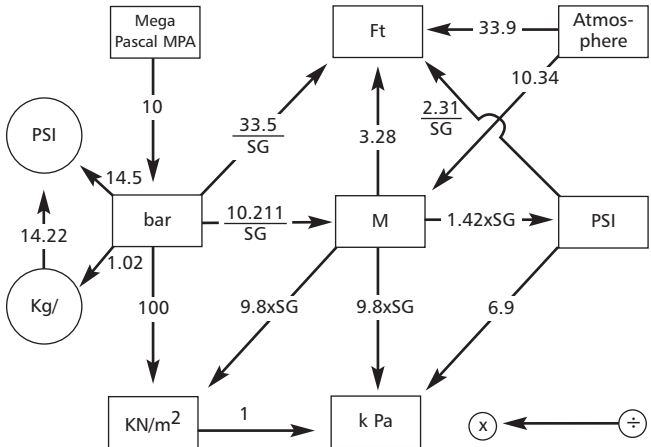 Mega
Pascal MPA
Ft
Atmos-
phere
33.9
10.34
10
PSI
33.5
SG
3.28
2.31
SG
14.5
bar
10.211
SG
M
1.42xSG
PSI
14.22
1.02
Kg/
100
9.8xSG
9.8xSG
6.9
KN/m²
1
k Pa
x
÷